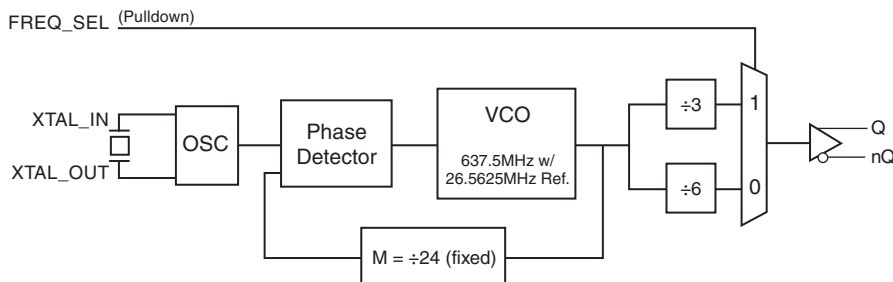 FREQ_SEL (Pulldown)
XTAL_IN
XTAL_OUT
OSC
Phase
Detector
VCO
637.5MHz w/
26.5625MHz Ref.
M = ÷24 (fixed)
÷3
÷6
1
0
Q
nQ